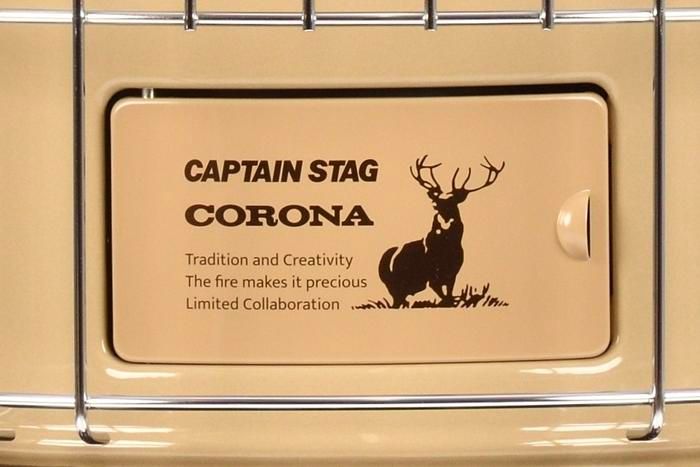 CAPTAIN STAG
CORONA
Tradition and Creativity
The fire makes it precious
Limited Collaboration